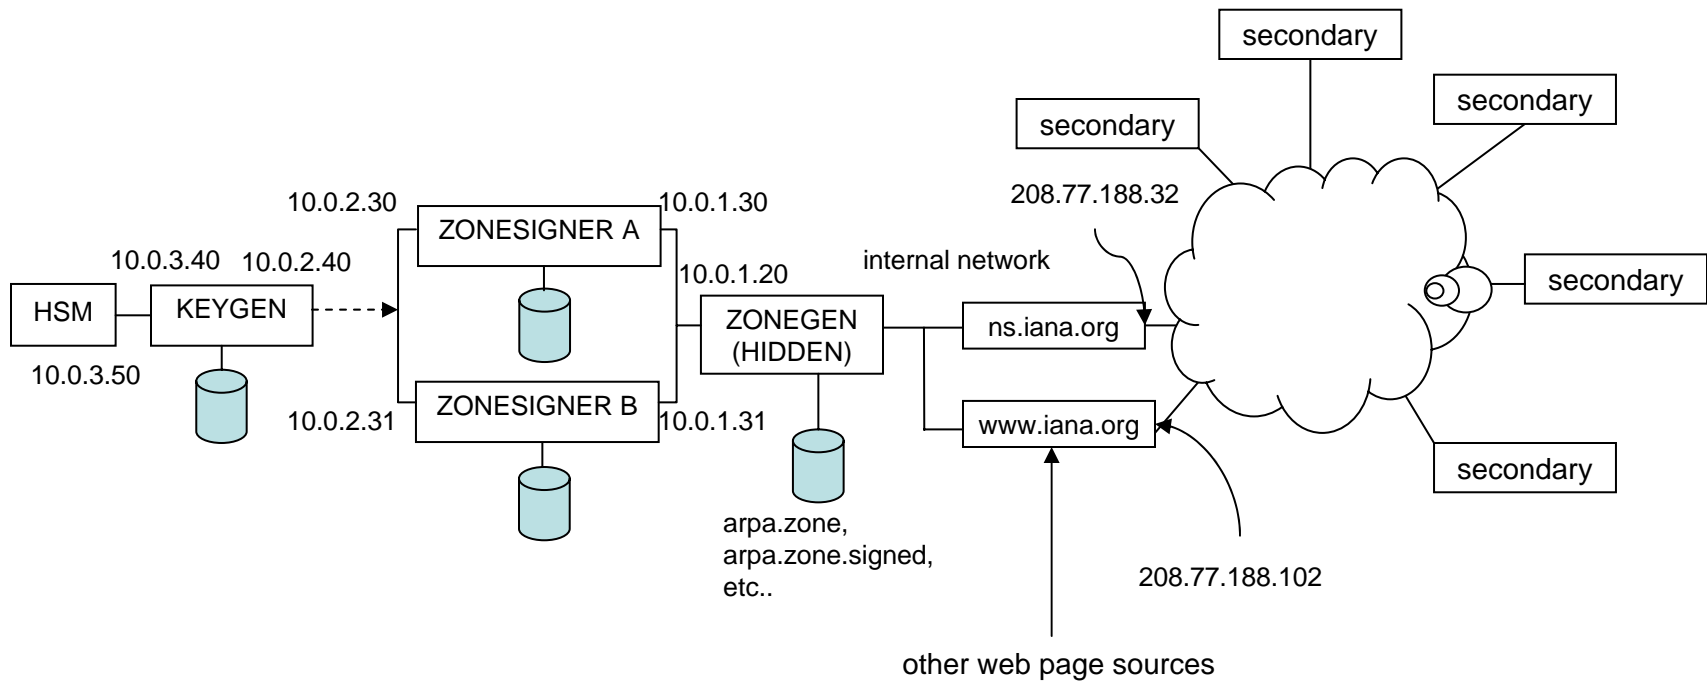 secondary
secondary
secondary
208.77.188.32
10.0.2.30
10.0.1.30
ZONESIGNER A
10.0.3.40
10.0.2.40
10.0.1.20
internal network
secondary
HSM
KEYGEN
ZONEGEN
(HIDDEN)
ns.iana.org
10.0.3.50
10.0.2.31
ZONESIGNER B
10.0.1.31
www.iana.org
secondary
arpa.zone,
arpa.zone.signed,
etc..
208.77.188.102
other web page sources